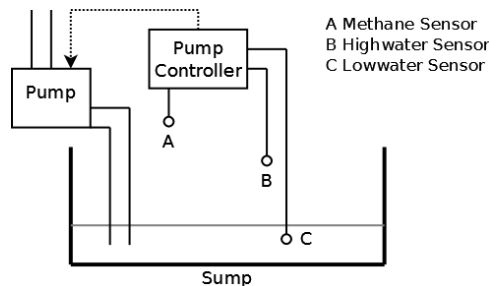 A Methane Sensor
B Highwater Sensor
C Lowwater Sensor
Pump
Controller
Pump
A
B
C
Sump